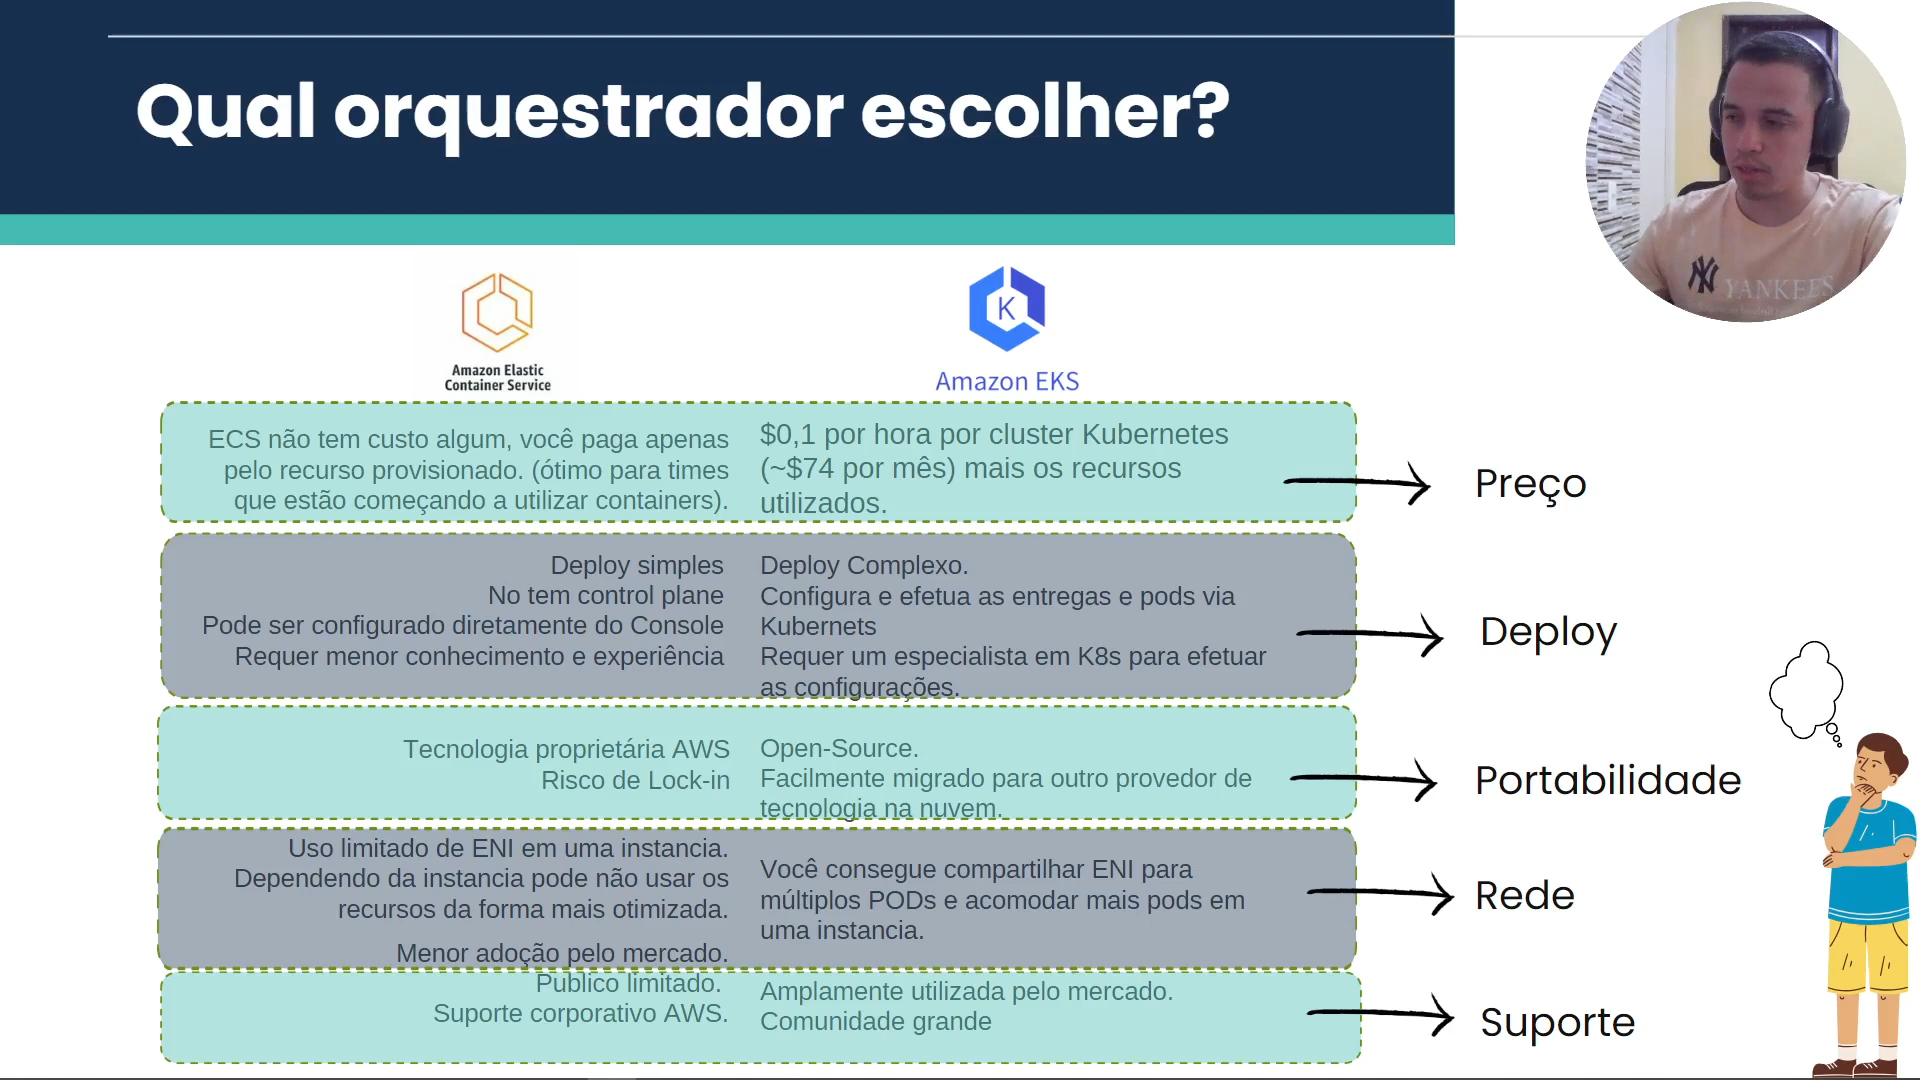 Qual orquestrador escolher?
NY
YANKEES
Amazon Elastic
Container Service
K
Amazon EKS
ECS não tem custo algum, você paga apenas
pelo recurso provisionado. (ótimo para times
que estão começando a utilizar containers).
$0,1 por hora por cluster Kubernetes
(~$74 por mês) mais os recursos
utilizados.
Preço
Deploy simples
No tem control plane
Pode ser configurado diretamente do Console
Requer menor conhecimento e experiência
Deploy Complexo.
Configura e efetua as entregas e pods via
Kubernets
Requer um especialista em K8s para efetuar
as configurações.
Deploy
Tecnologia proprietária AWS
Risco de Lock-in
Open-Source.
Facilmente migrado para outro provedor de
tecnologia na nuvem.
Portabilidade
Uso limitado de ENI em uma instancia.
Dependendo da instancia pode não usar os
recursos da forma mais otimizada.
Você consegue compartilhar ENI para
múltiplos PODs e acomodar mais pods em
uma instancia.
Rede
Menor adoção pelo mercado.
Publico limitado.
Suporte corporativo AWS.
Amplamente utilizada pelo mercado.
Comunidade grande
Suporte